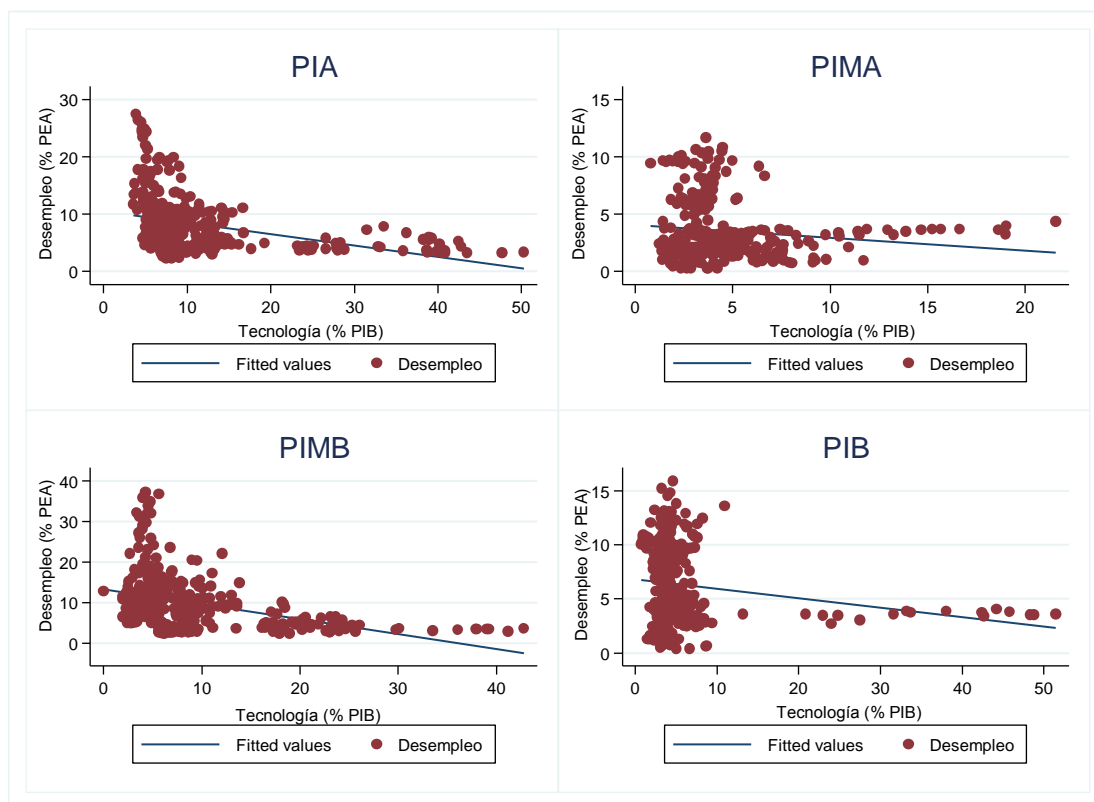 PIA
Desempleo (% PEA)
30
20
10
0
0 10 20 30 40 50
Tecnología (% PIB)
Fitted values Desempleo
PIMA
Desempleo (% PEA)
15
10
5
0
0 5 10 15 20
Tecnología (% PIB)
Fitted values Desempleo
PIMB
Desempleo (% PEA)
40
30
20
10
0
0 10 20 30 40
Tecnología (% PIB)
Fitted values Desempleo
PIB
Desempleo (% PEA)
15
10
5
0
0 10 20 30 40 50
Tecnología (% PIB)
Fitted values Desempleo